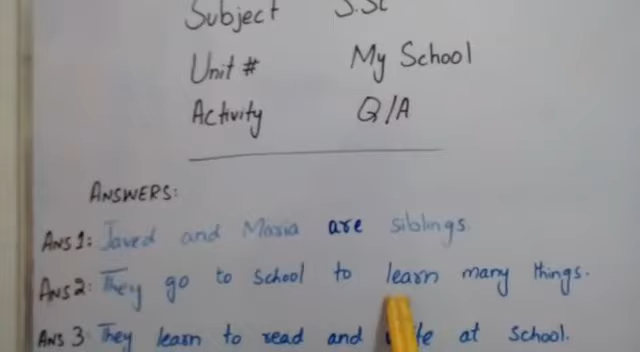 Subject S.St
Unit # My School
Activity Q/A
ANSWERS:
Ans 1: Javed and Maria are siblings.
Ans 2: They go to school to learn many things.
Ans 3: They learn to read and at school.